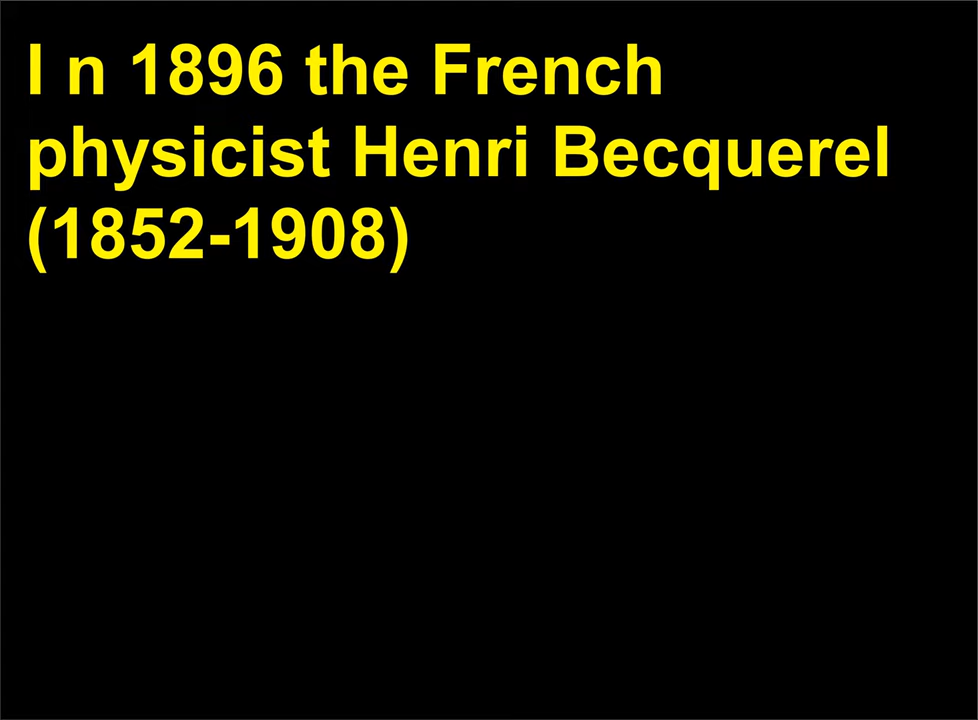 I n 1896 the French
physicist Henri Becquerel
(1852-1908)